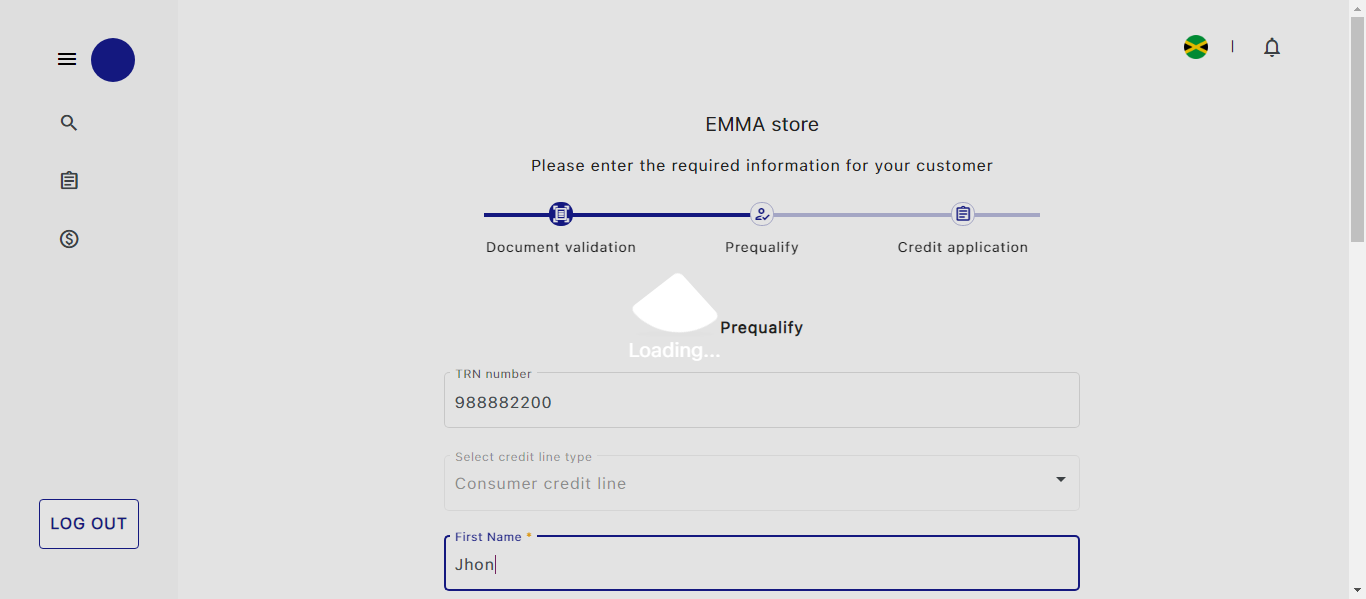 EMMA store
Please enter the required information for your customer
Document validation
Prequalify
Credit application
Prequalify
Loading...
TRN number
988882200
Select credit line type
Consumer credit line
First Name *
Jhon
LOG OUT